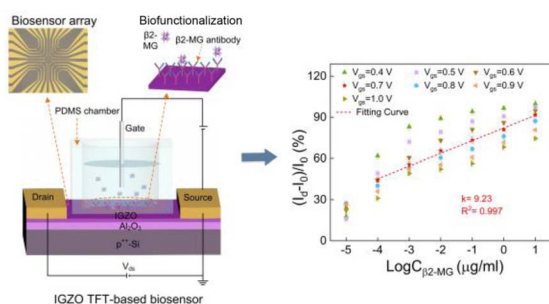 Biosensor array
Biofunctionalization
β2-MG
β2-MG antibody
PDMS chamber
Gate
Drain
Source
IGZO
Al₂O₃
p⁺⁺-Si
V_ds
IGZO TFT-based biosensor
V_gs=0.4 V V_gs=0.5 V V_gs=0.6 V
V_gs=0.7 V V_gs=0.8 V V_gs=0.9 V
V_gs=1.0 V
Fitting Curve
(I_d-I_0)/I_0 (%)
120
90
60
30
0
k= 9.23
R²= 0.997
-5 -4 -3 -2 -1 0 1
LogC_β2-MG (μg/ml)